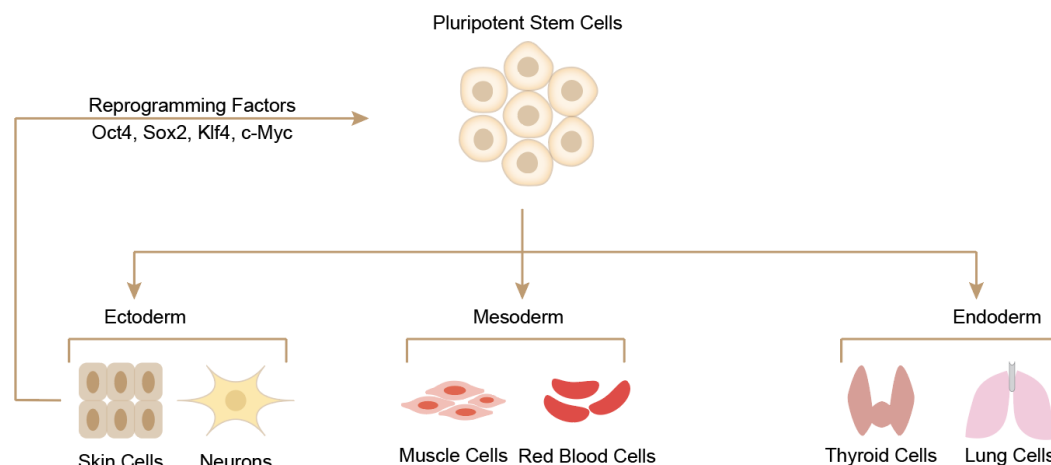 Pluripotent Stem Cells
Reprogramming Factors
Oct4, Sox2, Klf4, c-Myc
Ectoderm
Mesoderm
Endoderm
Skin Cells
Neurons
Muscle Cells
Red Blood Cells
Thyroid Cells
Lung Cells